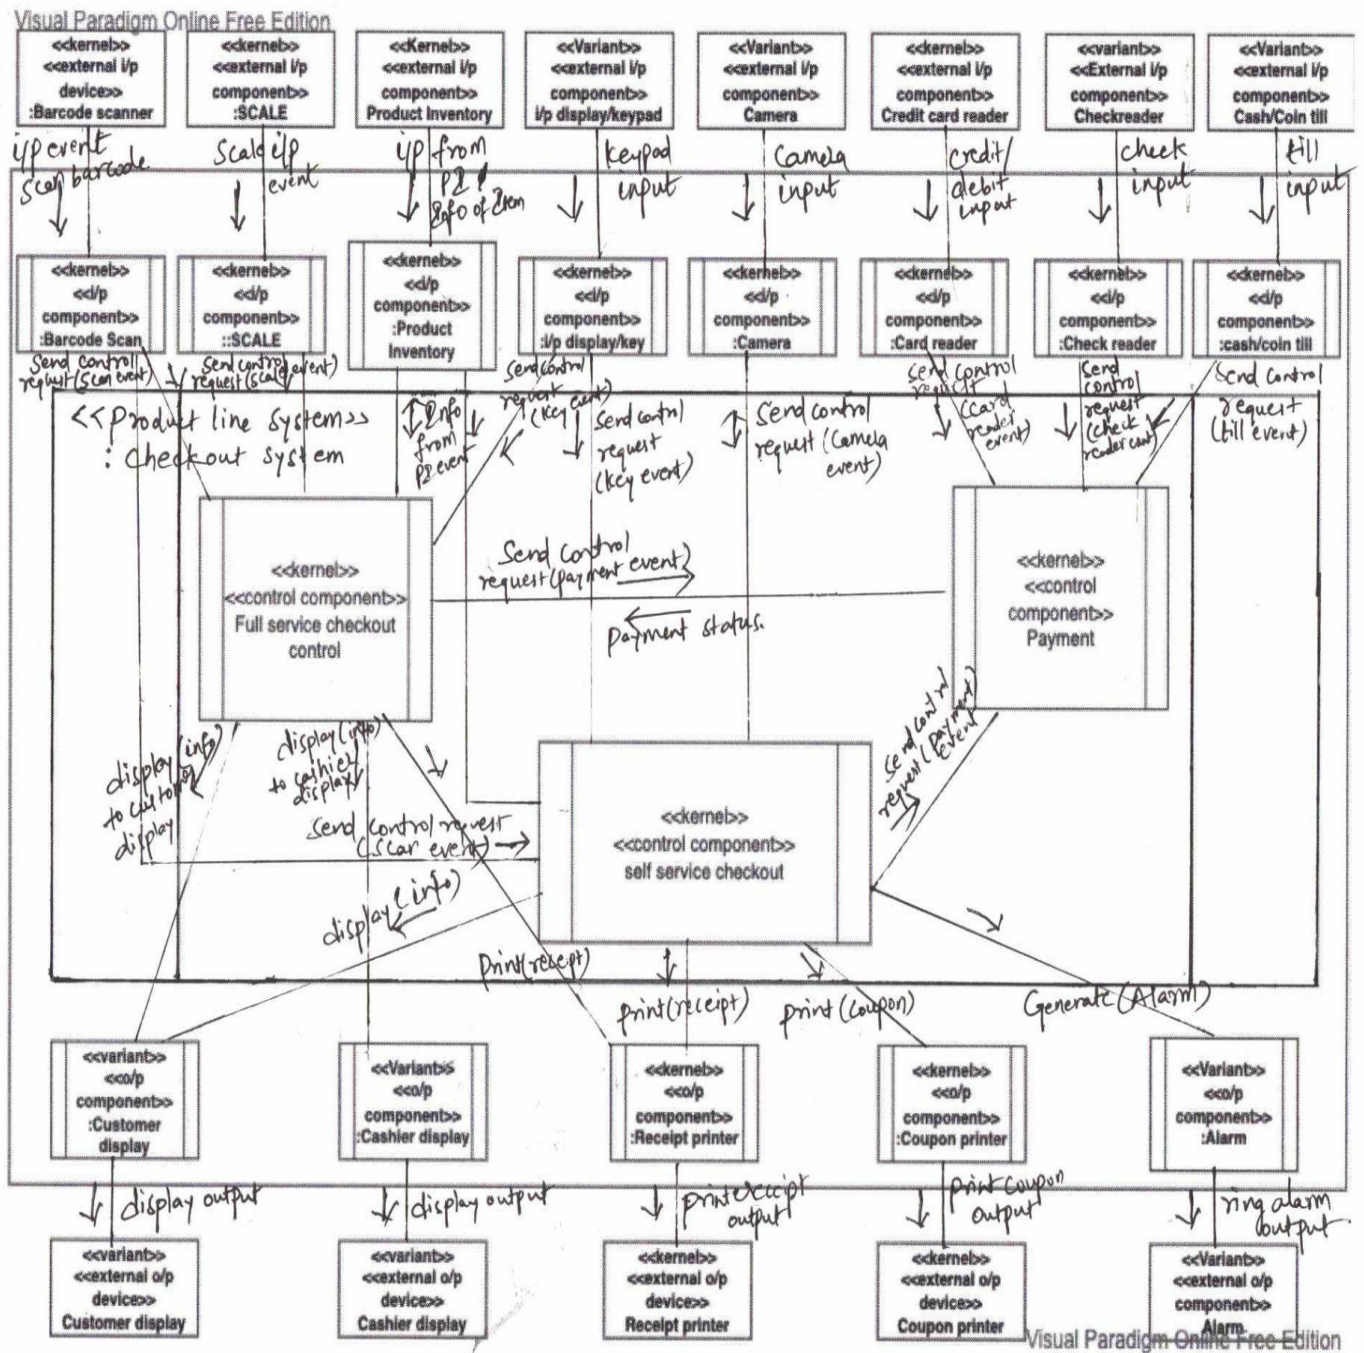 Visual Paradigm Online Free Edition
<<kernel>>
<<external i/p
device>>
:Barcode scanner
<<kernel>>
<<external i/p
component>>
:SCALE
<<Kernel>>
<<external i/p
component>>
Product Inventory
<<Variant>>
<<external i/p
component>>
i/p display/keypad
<<Variant>>
<<external i/p
component>>
Camera
<<kernel>>
<<external i/p
component>>
Credit card reader
<<variant>>
<<External i/p
component>>
Checkreader
<<Variant>>
<<external i/p
component>>
Cash/Coin till
i/p event
scan barcode
Scale i/p
event
i/p from
PI
Info of Item
keypad
input
Camera
input
credit/
debit
input
check
input
till
input
<<kernel>>
<<i/p
component>>
:Barcode Scan
<<kernel>>
<<i/p
component>>
::SCALE
<<kernel>>
<<i/p
component>>
:Product
Inventory
<<kernel>>
<<i/p
component>>
:i/p display/key
<<kernel>>
<<i/p
component>>
:Camera
<<kernel>>
<<i/p
component>>
:Card reader
<<kernel>>
<<i/p
component>>
:Check reader
<<kernel>>
<<i/p
component>>
:cash/coin till
Send control
request(Scan event)
Send control
request(scale event)
Info
from
PI event
send control
request
(key event)
send control
request
(key event)
Send control
request (Camera
event)
send control
request
(card
reader
event)
Send
control
request
(check
reader
Send control
request
(till event)
<<Product line system>>
: Checkout system
<<kernel>>
<<control component>>
Full service checkout
control
Send control
request(payment event)
Payment status.
<<kernel>>
<<control
component>>
Payment
display(info)
to customer
display
display(info)
to cashier
display
Send control
request(payment
event)
<<kernel>>
<<control component>>
self service checkout
Send control request
(scan event)
display(info)
Print(receipt)
print(receipt)
print(coupon)
Generate(Alarm)
<<variant>>
<<o/p
component>>
:Customer
display
<<Variant>>
<<o/p
component>>
:Cashier display
<<kernel>>
<<o/p
component>>
:Receipt printer
<<kernel>>
<<o/p
component>>
:Coupon printer
<<Variant>>
<<o/p
component>>
:Alarm
display output
display output
print receipt
output
print coupon
output
ring alarm
output
<<variant>>
<<external o/p
device>>
Customer display
<<variant>>
<<external o/p
device>>
Cashier display
<<kernel>>
<<external o/p
device>>
Receipt printer
<<kernel>>
<<external o/p
device>>
Coupon printer
<<Variant>>
<<external o/p
component>>
Alarm
Visual Paradigm Online Free Edition